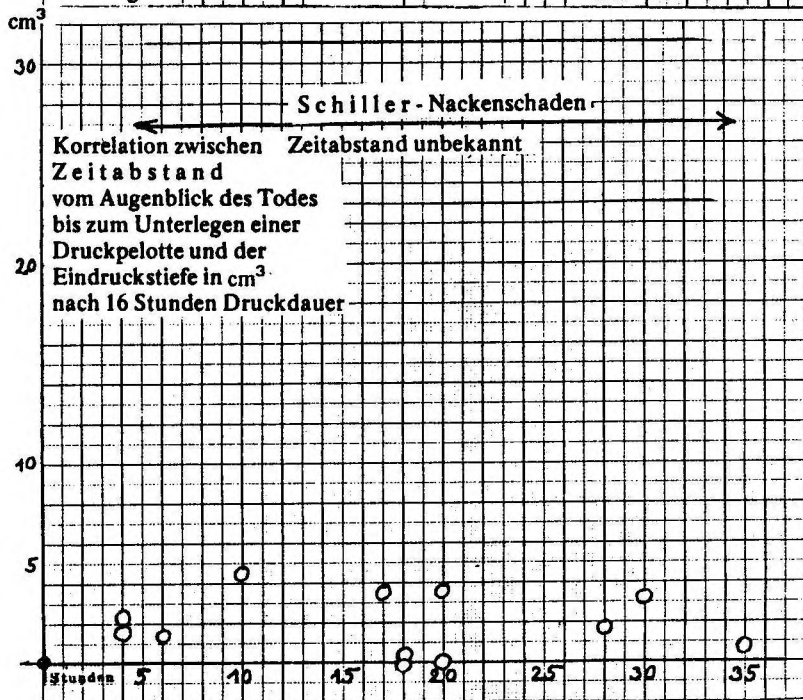 cm³
30
Schiller-Nackenschaden
Korrelation zwischen Zeitabstand unbekannt
Zeitabstand
vom Augenblick des Todes
bis zum Unterlegen einer
Druckpelotte und der
20
Eindruckstiefe in cm³
nach 16 Stunden Druckdauer
10
5
Stunden 5 10 15 20 25 30 35